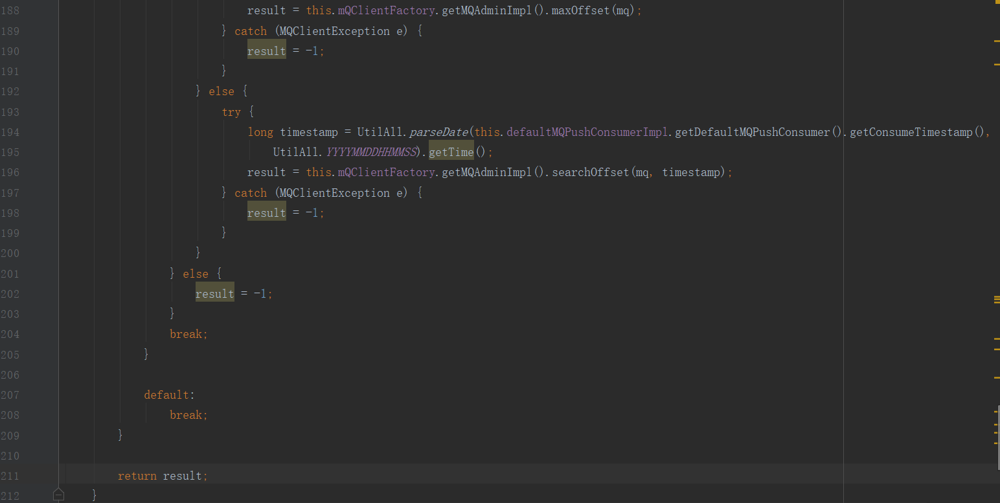 188 result = this.mQClientFactory.getMQAdminImpl().maxOffset(mq);
189 } catch (MQClientException e) {
190 result = -1;
191 }
192 } else {
193 try {
194 long timestamp = UtilAll.parseDate(this.defaultMQPushConsumerImpl.getDefaultMQPushConsumer().getConsumeTimestamp(),
195 UtilAll.YYYYMMDDHHMMSS).getTime();
196 result = this.mQClientFactory.getMQAdminImpl().searchOffset(mq, timestamp);
197 } catch (MQClientException e) {
198 result = -1;
199 }
200 }
201 } else {
202 result = -1;
203 }
204 break;
205 }
206
207 default:
208 break;
209 }
210
211 return result;
212 }